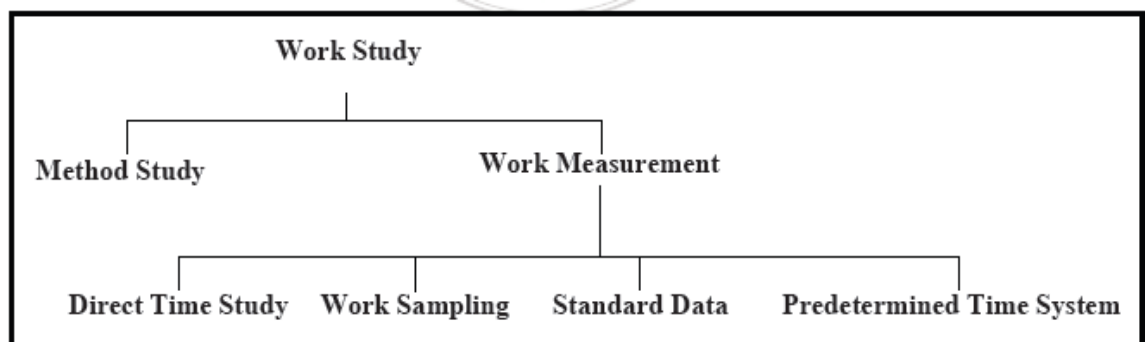 Work Study
Method Study
Work Measurement
Direct Time Study
Work Sampling
Standard Data
Predetermined Time System